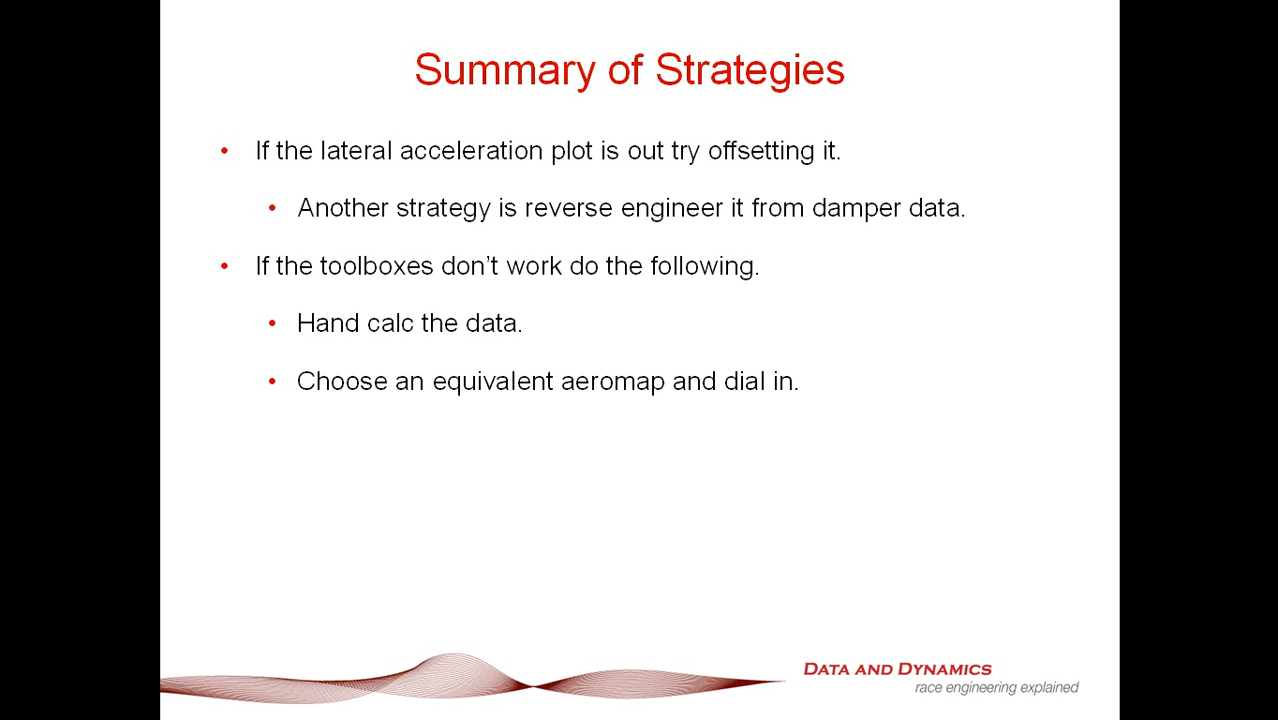 Summary of Strategies
• If the lateral acceleration plot is out try offsetting it.
• Another strategy is reverse engineer it from damper data.
• If the toolboxes don’t work do the following.
• Hand calc the data.
• Choose an equivalent aeromap and dial in.
DATA AND DYNAMICS
race engineering explained